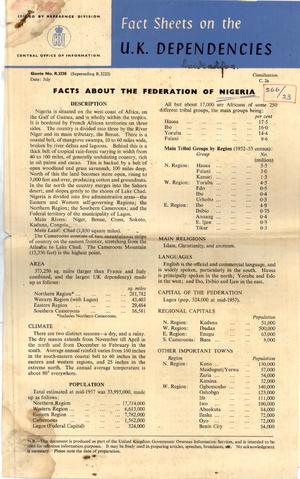 ISSUED BY REFERENCE DIVISION
CENTRAL OFFICE OF INFORMATION
Fact Sheets on the
U.K. DEPENDENCIES
Quote No. R.3338 (Superseding R.3222)
Date: July
Classification
C. 2b
266/23
FACTS ABOUT THE FEDERATION OF NIGERIA
DESCRIPTION
Nigeria is situated on the west coast of Africa, on
the Gulf of Guinea, and is wholly within the tropics.
It is bordered by French African territories on three
sides. The country is divided into three by the River
Niger and its main tributary, the Benue. There is a
coastal belt, of mangrove swamps, 10 to 60 miles wide,
broken by river deltas and lagoons. Behind this is a
thick belt of tropical rain-forest varying in width from
40 to 100 miles, of generally undulating country, rich
in oil palms and cacao. This is backed by a belt of
open woodland and grass savannah, 100 miles deep.
North of this the land becomes more open, rising to
3,000 feet and over, producing cotton and groundnuts.
In the far north the country merges into the Sahara
desert, and slopes gently to the shores of Lake Chad.
Nigeria is divided into five administrative areas—the
Eastern and Western self-governing Regions; the
Northern Region; the Southern Cameroons; and the
Federal territory of the municipality of Lagos.
Main Rivers: Niger, Benue, Cross, Sokoto,
Kaduna, Gongola.
Main Lake: Chad
The Cameroons consists of two mountainous strips
of country on the eastern frontier, stretching from the
Atlantic to Lake Chad. The Cameroons Mountain
(13,350 feet) is the highest.
AREA
373,250 sq. miles (larger than France and Italy
combined, and the largest U.K. dependency) made
up as follows:
sq. miles
Northern Region* 281,782
Western Region (with Lagos) 45,403
Eastern Region 29,484
Southern Cameroons 16,581
*Includes Northern Cameroons.
CLIMATE
There are two distinct seasons—a dry, and a rainy.
The dry season extends from November till April in
the north and from December to February in the
south. Average annual rainfall varies from 150 inches
in the south-eastern coastal belt to 60 inches in the
eastern and western regions, and 25 inches in the
extreme north. The annual average temperature is
about 80° everywhere.
POPULATION
Total estimated at mid-1957 was 33,995,000, made
up as follows:
Northern Region 17,714,000
Western Region 6,613,000
Eastern Region
Cameroons 1,562,000
Lagos (Federal Capital) 324,000
All but about 17,000 are Africans of some 250
different tribal groups, the main groups being:
per cent
Hausa 17·5
Ibo 16·0
Yoruba 14·4
Fulani 9·6
Main Tribal Groups by Region (1952–53 census):
Group No.
(million)
N. Region: Hausa 5·5
Fulani 3·0
Kanuri 1·3
W. Region: Yoruba 4·5
Edo 0·5
Ibo 0·4
Urhobo 0·3
E. Region: Ibo 4·9
Ibibio 0·75
Annang 0·4
E. Ijaw 0·3
Tikar 0·3
MAIN RELIGIONS
Islam, Christianity, and animism.
LANGUAGES
English is the official and commercial language, and
is widely spoken, particularly in the south. Hausa
is principally spoken in the north; Yoruba and Edo
in the west; and Ibo, Ibibio and Ijaw in the east.
CAPITAL OF THE FEDERATION
Lagos (pop. 324,000 at mid-1957).
REGIONAL CAPITALS
Population
N. Region: Kaduna 51,000
W. Region: Ibadan 500,000
E. Region: Enugu 63,000
S. Cameroons: Buea 9,000
OTHER IMPORTANT TOWNS
Region Population
N. Region: Kano 130,000
Maiduguri/Yerwa 57,000
Zaria 54,000
Katsina 52,000
W. Region: Ogbomosho 140,000
Oshogbo 123,000
Ife 111,000
Iwo 100,000
Abeokuta 84,000
Ilesha 72,000
Oyo 72,000
Benin City 54,000
N.B.—This document is produced as part of the United Kingdom Government Overseas Information Services, and is intended to be
used for reference information purposes. It may be freely used in preparing articles, speeches, broadcasts, etc. No acknowledgment
is necessary. Please note the date of preparation.